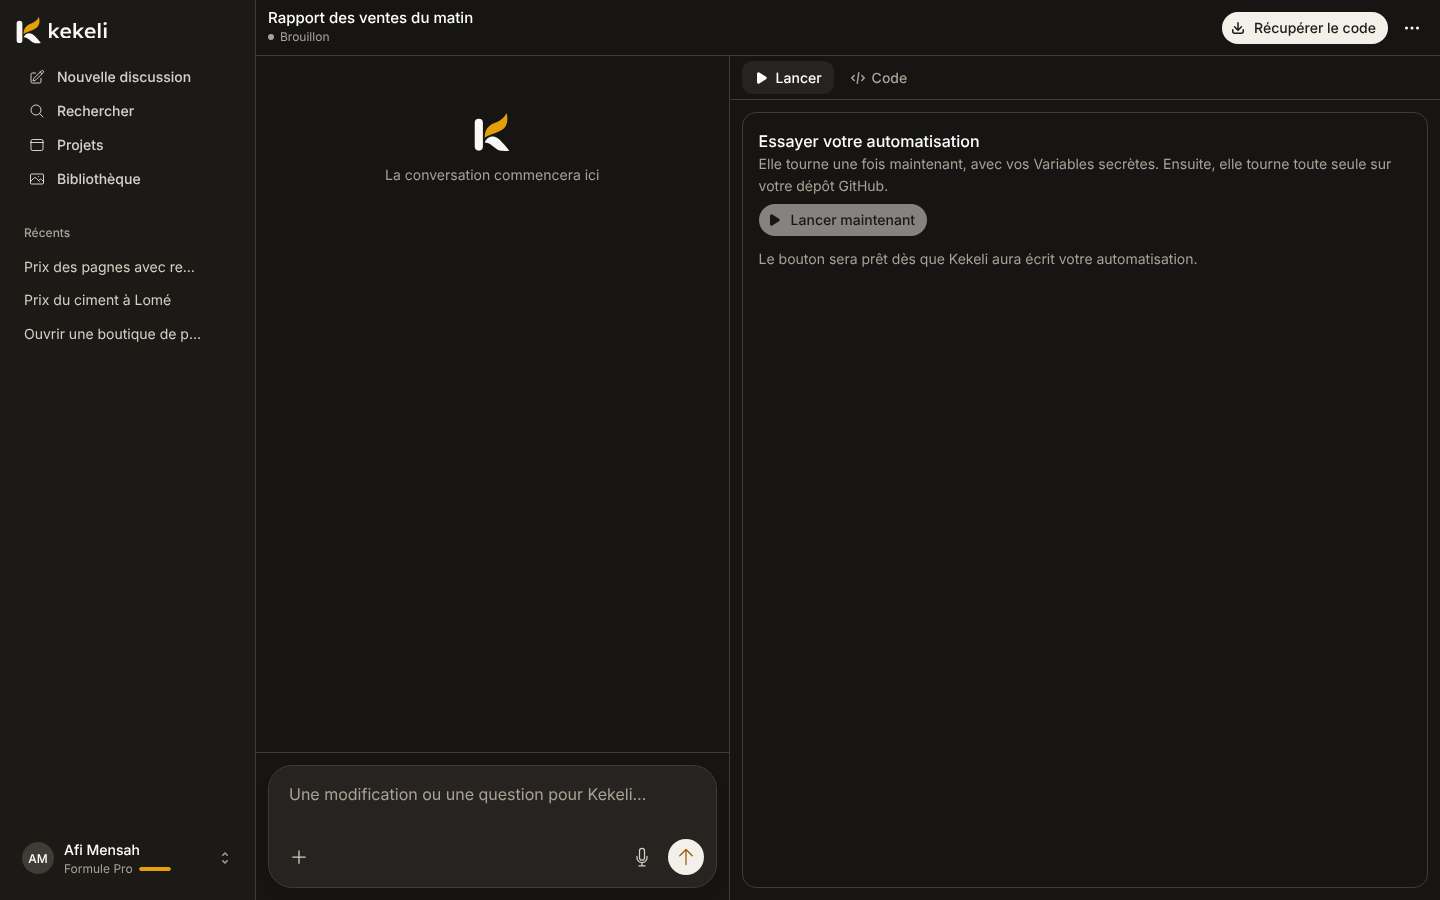 kekeli
Nouvelle discussion
Rechercher
Projets
Bibliothèque
Récents
Prix des pagnes avec re...
Prix du ciment à Lomé
Ouvrir une boutique de p...
AM
Afi Mensah
Formule Pro
Rapport des ventes du matin
Brouillon
Récupérer le code
La conversation commencera ici
Une modification ou une question pour Kekeli...
Lancer
Code
Essayer votre automatisation
Elle tourne une fois maintenant, avec vos Variables secrètes. Ensuite, elle tourne toute seule sur
votre dépôt GitHub.
Lancer maintenant
Le bouton sera prêt dès que Kekeli aura écrit votre automatisation.